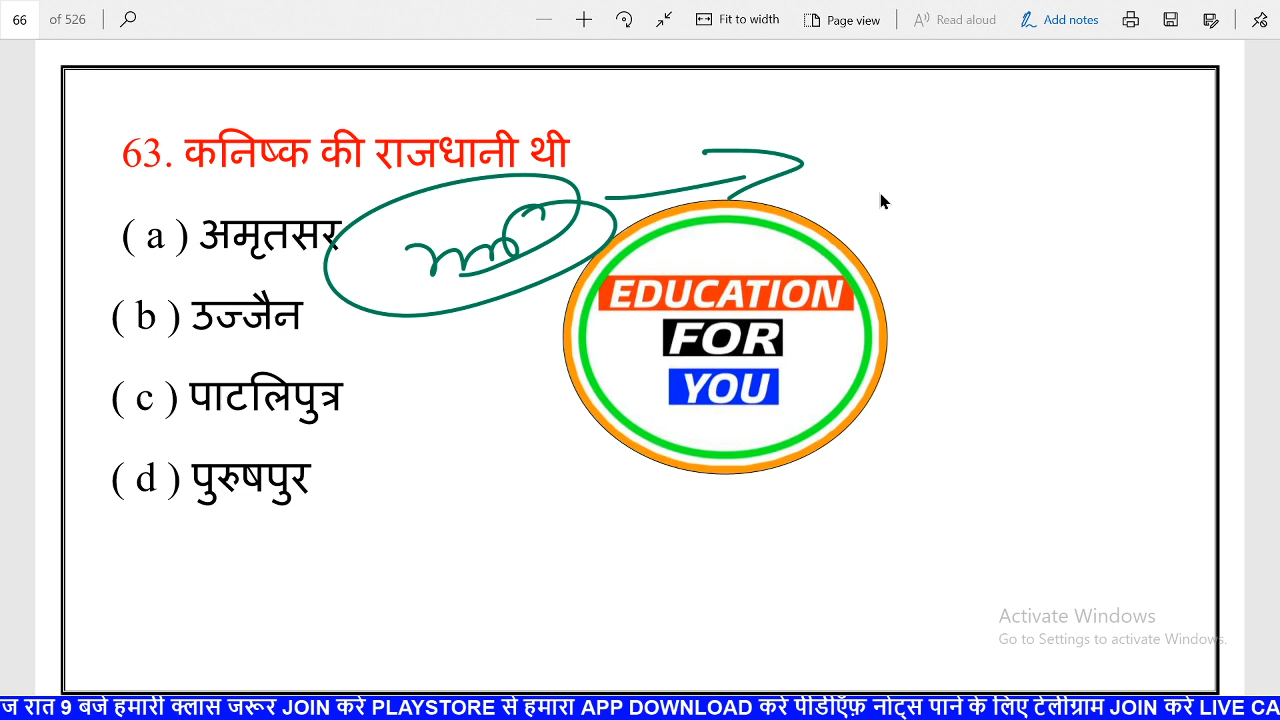 66 of 526 Fit to width Page view Read aloud Add notes
63. कनिष्क की राजधानी थी
( a ) अमृतसर
( b ) उज्जैन
( c ) पाटलिपुत्र
( d ) पुरुषपुर
EDUCATION
FOR
YOU
Activate Windows
Go to Settings to activate Windows.
ज रात 9 बजे हमारी क्लास जरूर JOIN करे PLAYSTORE से हमारा APP DOWNLOAD करे पीडीऍफ़ नोट्स पाने के लिए टेलीग्राम JOIN करे LIVE CA